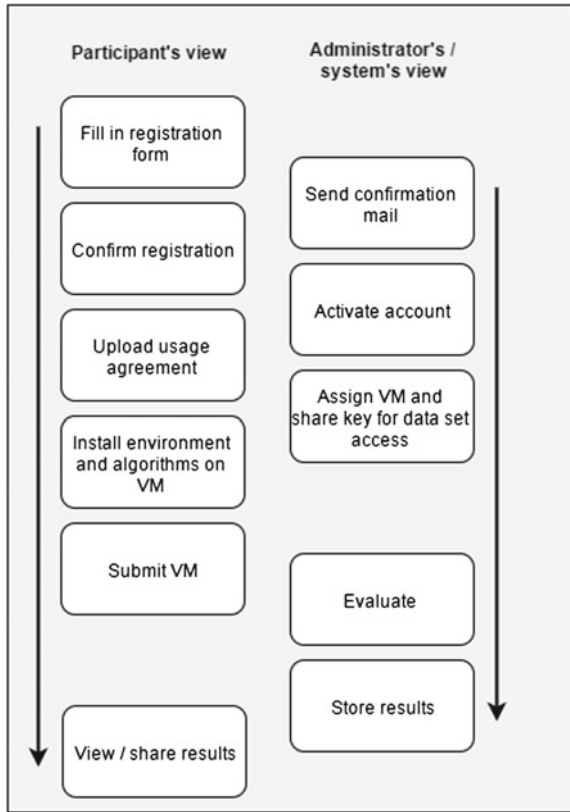 Participant's view
Administrator's /
system's view
Fill in registration
form
Send confirmation
mail
Confirm registration
Activate account
Upload usage
agreement
Assign VM and
share key for data set
access
Install environment
and algorithms on
VM
Submit VM
Evaluate
Store results
View / share results